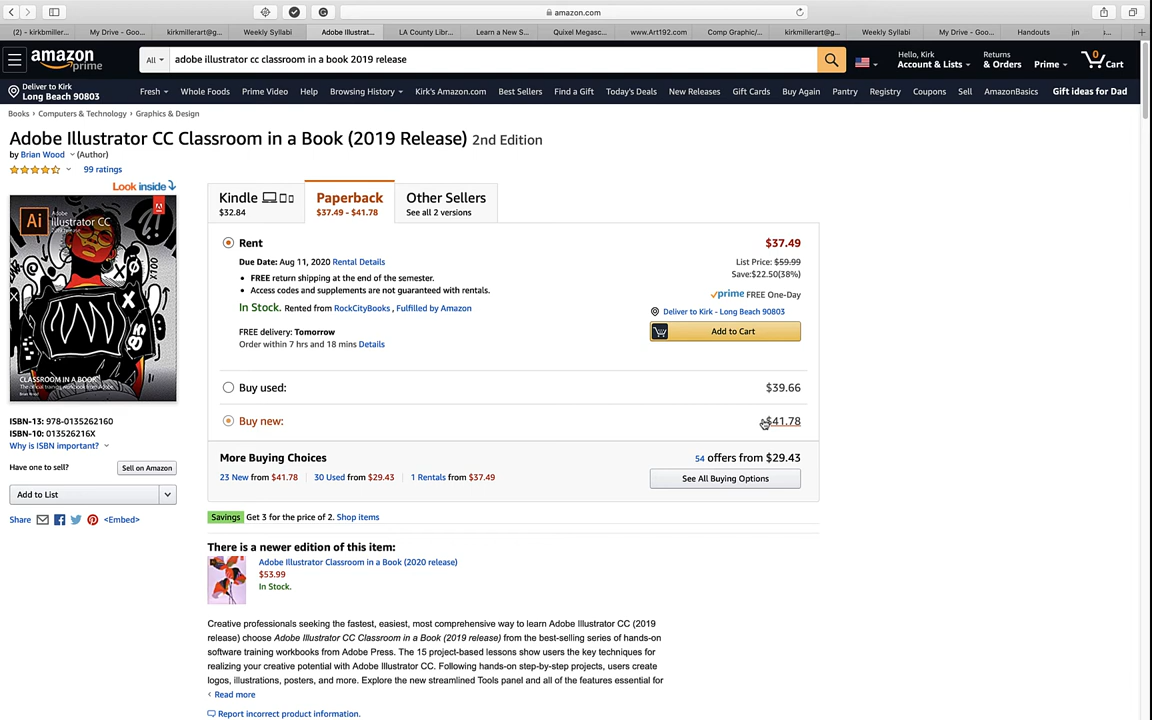 amazon.com
(2) - kirkbmiller... My Drive - Goo... kirkmillerart@g... Weekly Syllabi Adobe Illustrat... LA County Libr... Learn a New S... Quixel Megasc... www.Art192.com Comp Graphic/... kirkmillerart@g... Weekly Syllabi My Drive - Goo... Handouts
amazon prime All adobe illustrator cc classroom in a book 2019 release Hello, Kirk Account & Lists Returns & Orders Prime 0 Cart
Deliver to Kirk
Long Beach 90803 Fresh Whole Foods Prime Video Help Browsing History Kirk's Amazon.com Best Sellers Find a Gift Today's Deals New Releases Gift Cards Buy Again Pantry Registry Coupons Sell AmazonBasics Gift ideas for Dad
Books › Computers & Technology › Graphics & Design
Adobe Illustrator CC Classroom in a Book (2019 Release) 2nd Edition
by Brian Wood (Author)
99 ratings
Look inside
Ai
Adobe
Illustrator CC
CLASSROOM IN A BOOK
Brian Wood
Kindle
$32.84
Paperback
$37.49 - $41.78
Other Sellers
See all 2 versions
Rent $37.49
Due Date: Aug 11, 2020 Rental Details List Price: $59.99
Save:$22.50(38%)
• FREE return shipping at the end of the semester.
• Access codes and supplements are not guaranteed with rentals.
prime FREE One-Day
In Stock. Rented from RockCityBooks , Fulfilled by Amazon
Deliver to Kirk - Long Beach 90803
FREE delivery: Tomorrow Add to Cart
Order within 7 hrs and 18 mins Details
Buy used: $39.66
Buy new: $41.78
More Buying Choices 54 offers from $29.43
23 New from $41.78 30 Used from $29.43 1 Rentals from $37.49 See All Buying Options
ISBN-13: 978-0135262160
ISBN-10: 013526216X
Why is ISBN important?
Have one to sell? Sell on Amazon
Add to List
Share <Embed>
Savings Get 3 for the price of 2. Shop items
There is a newer edition of this item:
Adobe Illustrator Classroom in a Book (2020 release)
$53.99
In Stock.
Creative professionals seeking the fastest, easiest, most comprehensive way to learn Adobe Illustrator CC (2019
release) choose Adobe Illustrator CC Classroom in a Book (2019 release) from the best-selling series of hands-on
software training workbooks from Adobe Press. The 15 project-based lessons show users the key techniques for
realizing your creative potential with Adobe Illustrator CC. Following hands-on step-by-step projects, users create
logos, illustrations, posters, and more. Explore the new streamlined Tools panel and all of the features essential for
‹ Read more
Report incorrect product information.